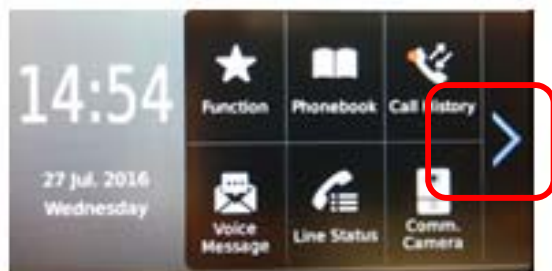 14:54
27 Jul. 2016
Wednesday
Function
Phonebook
Call History
Voice
Message
Line Status
Comm.
Camera